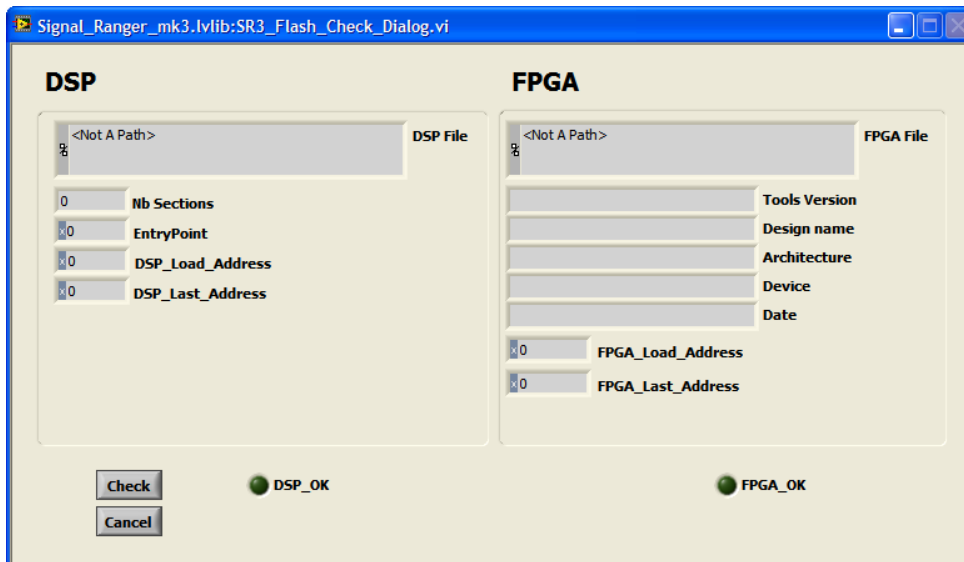 Signal_Ranger_mk3.lvlib:SR3_Flash_Check_Dialog.vi
DSP
<Not A Path>
DSP File
0 Nb Sections
x0 EntryPoint
x0 DSP_Load_Address
x0 DSP_Last_Address
FPGA
<Not A Path>
FPGA File
Tools Version
Design name
Architecture
Device
Date
x0 FPGA_Load_Address
x0 FPGA_Last_Address
Check
DSP_OK
FPGA_OK
Cancel